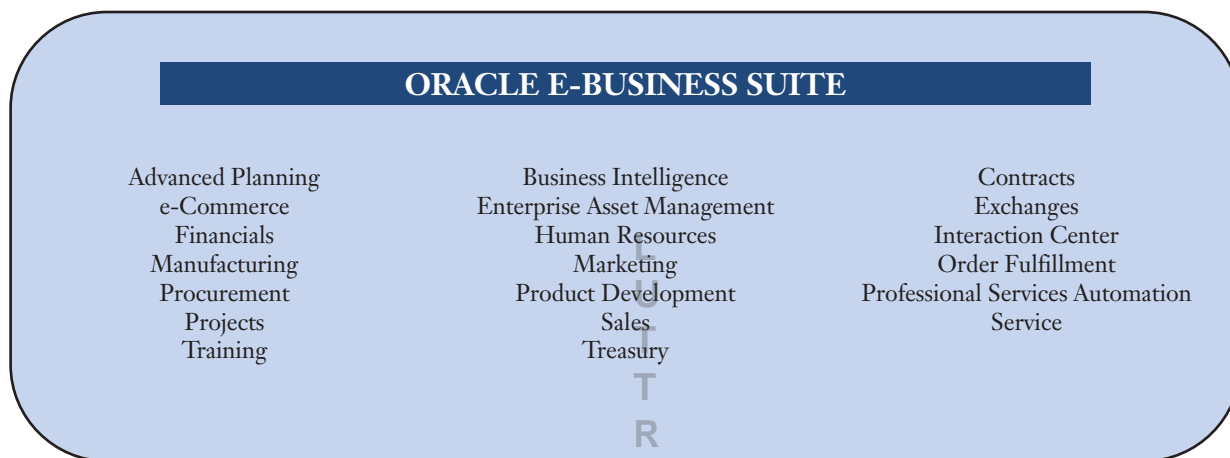 ORACLE E-BUSINESS SUITE
Advanced Planning
e-Commerce
Financials
Manufacturing
Procurement
Projects
Training
Business Intelligence
Enterprise Asset Management
Human Resources
Marketing
Product Development
Sales
Treasury
Contracts
Exchanges
Interaction Center
Order Fulfillment
Professional Services Automation
Service
L
U
T
T
R